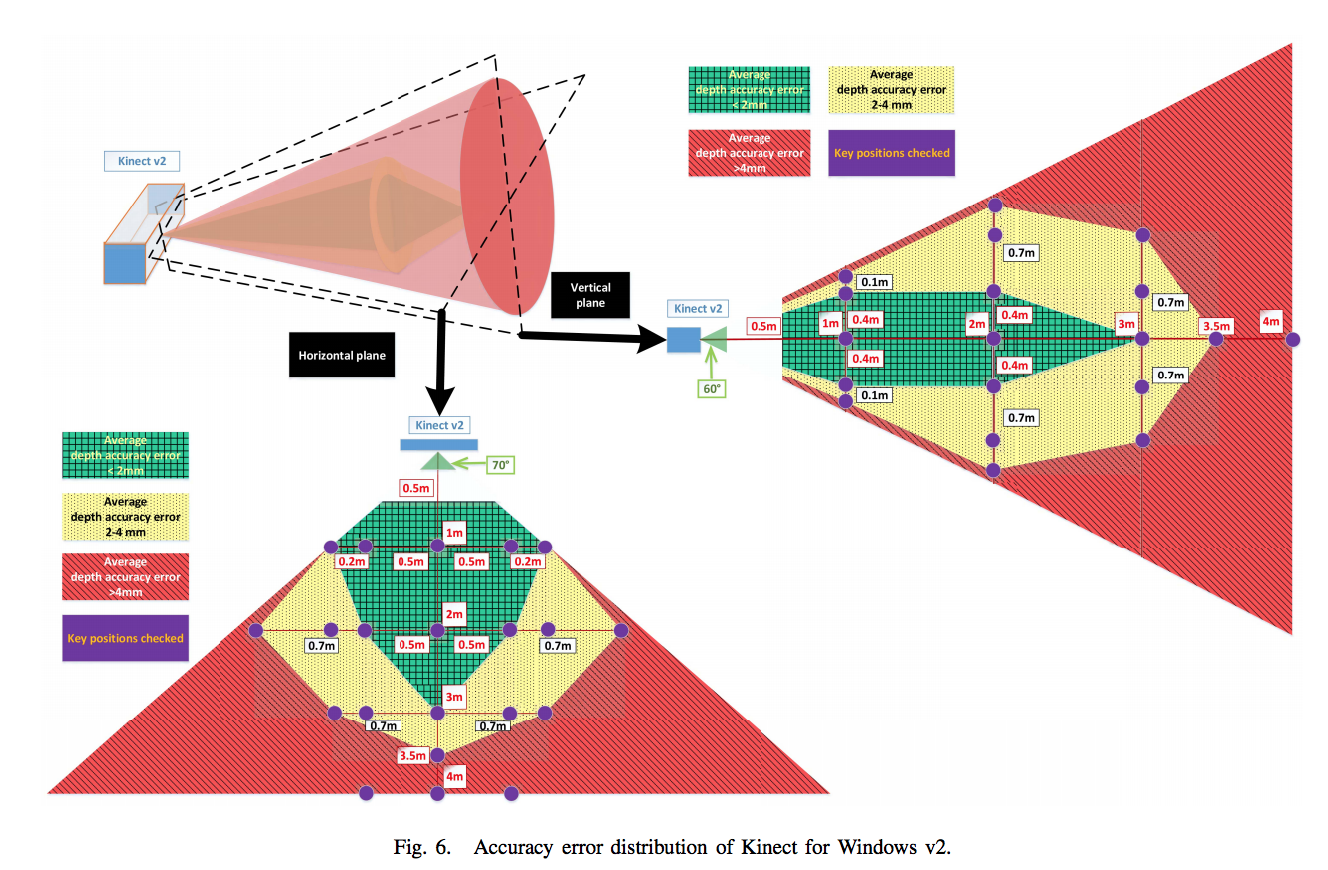 Kinect v2
Average
depth accuracy error
< 2mm
Average
depth accuracy error
2-4 mm
Average
depth accuracy error
>4mm
Key positions checked
Vertical
plane
Horizontal plane
Kinect v2
60°
0.5m
1m
2m
3m
3.5m
4m
0.1m
0.4m
0.4m
0.1m
0.7m
0.4m
0.4m
0.7m
0.7m
0.7m
Kinect v2
70°
0.5m
Average
depth accuracy error
< 2mm
Average
depth accuracy error
2-4 mm
Average
depth accuracy error
>4mm
Key positions checked
1m
0.2m
0.5m
0.5m
0.2m
2m
0.7m
0.5m
0.5m
0.7m
3m
0.7m
0.7m
3.5m
4m
Fig. 6. Accuracy error distribution of Kinect for Windows v2.